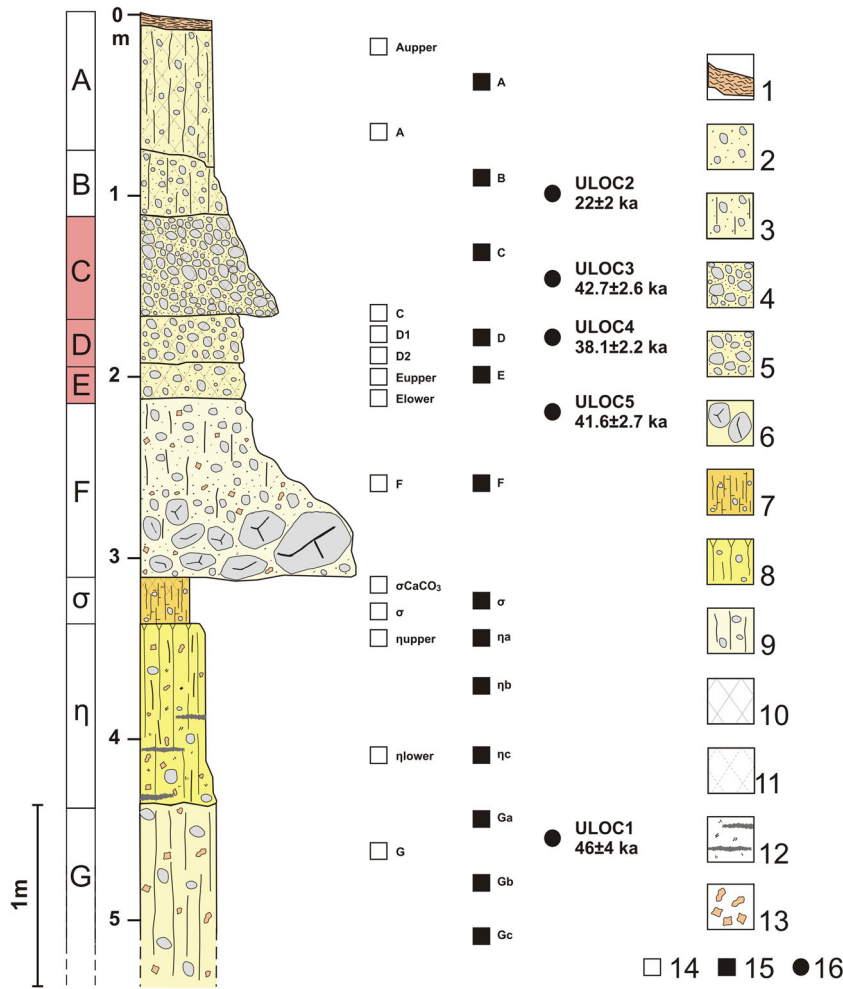 0
m
1
2
3
4
5
1m
A
B
C
D
E
F
σ
η
G
Aupper
A
C
D1
D2
Eupper
Elower
F
σCaCO₃
σ
ηupper
ηlower
G
A
B
C
D
E
F
σ
ηa
ηb
ηc
Ga
Gb
Gc
ULOC2
22±2 ka
ULOC3
42.7±2.6 ka
ULOC4
38.1±2.2 ka
ULOC5
41.6±2.7 ka
ULOC1
46±4 ka
1
2
3
4
5
6
7
8
9
10
11
12
13
14 15 16